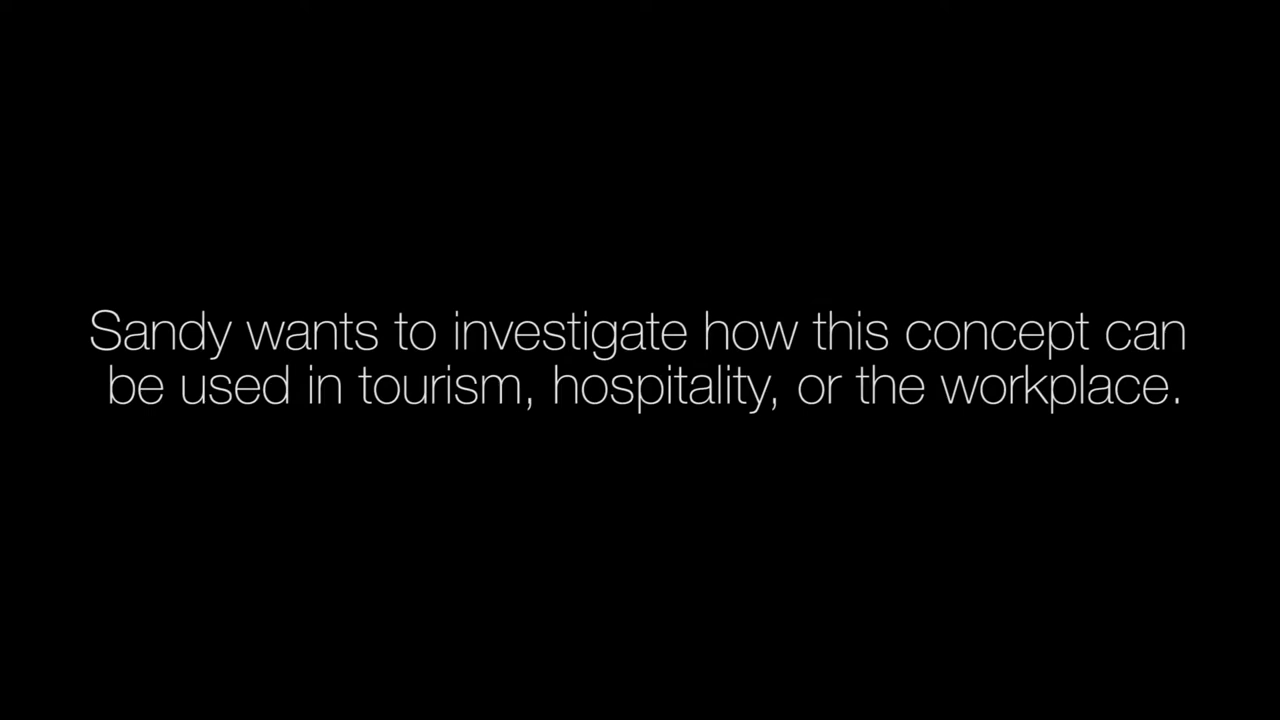 Sandy wants to investigate how this concept can
be used in tourism, hospitality, or the workplace.